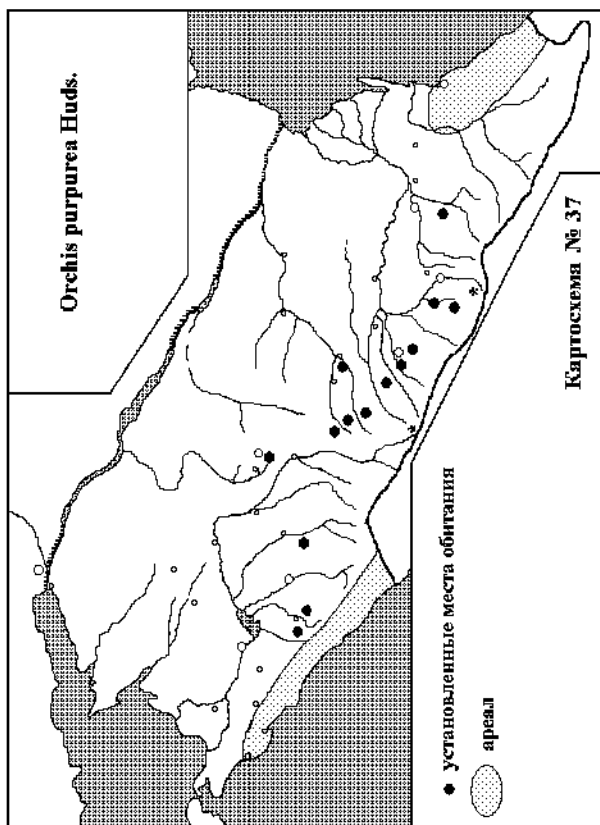 Orchis purpurea Huds.
Картосхема № 37
установленные места обитания
ареал